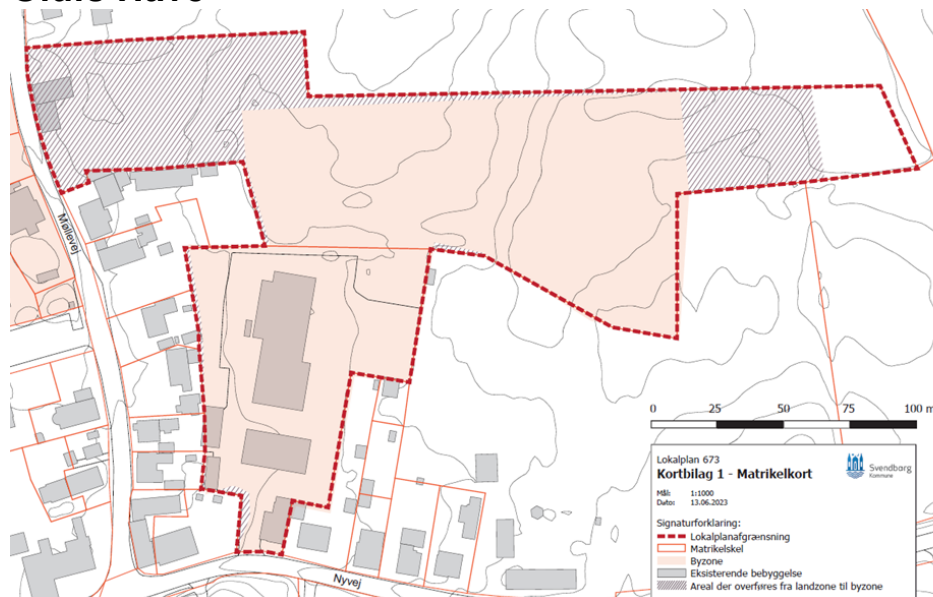 Møllevej
Nyvej
0 25 50 75 100 m
Lokalplan 673
Kortbilag 1 - Matrikelkort
Mål: 1:1000
Dato: 13.06.2023
Svendborg
Kommune
Signaturforklaring:
Lokalplanafgrænsning
Matrikelskel
Byzone
Eksisterende bebyggelse
Areal der overføres fra landzone til byzone